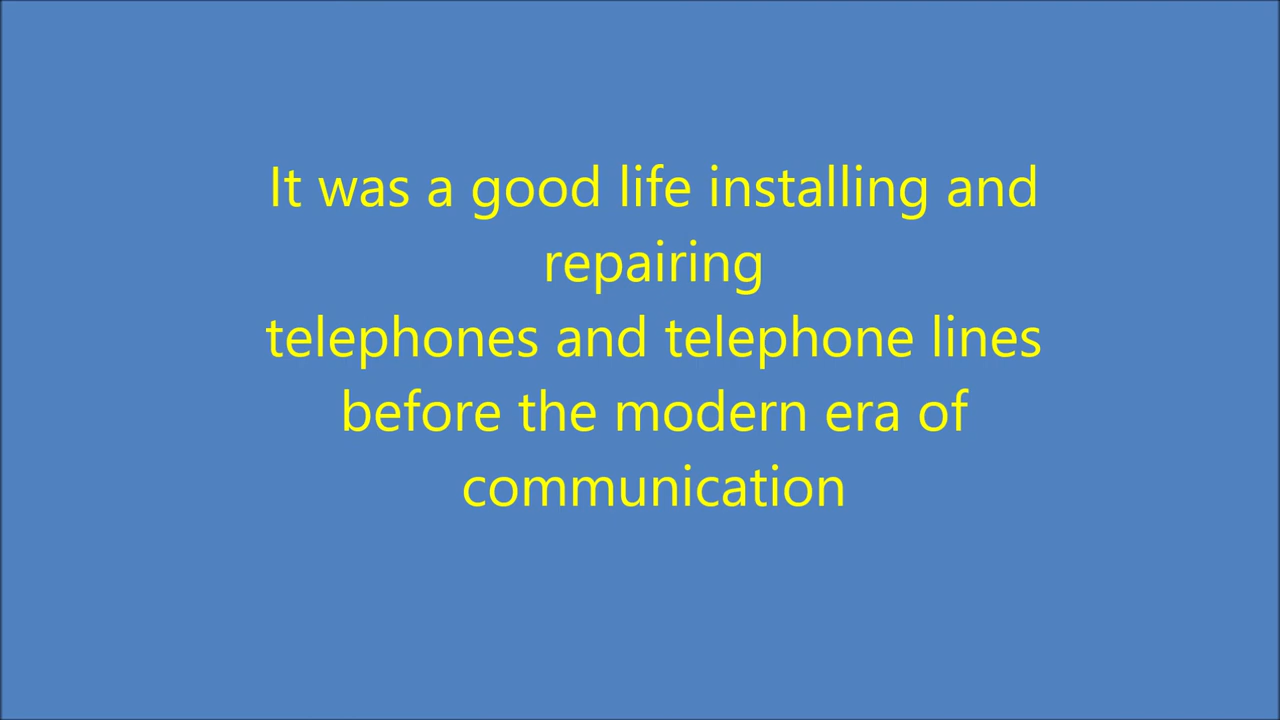 It was a good life installing and
repairing
telephones and telephone lines
before the modern era of
communication